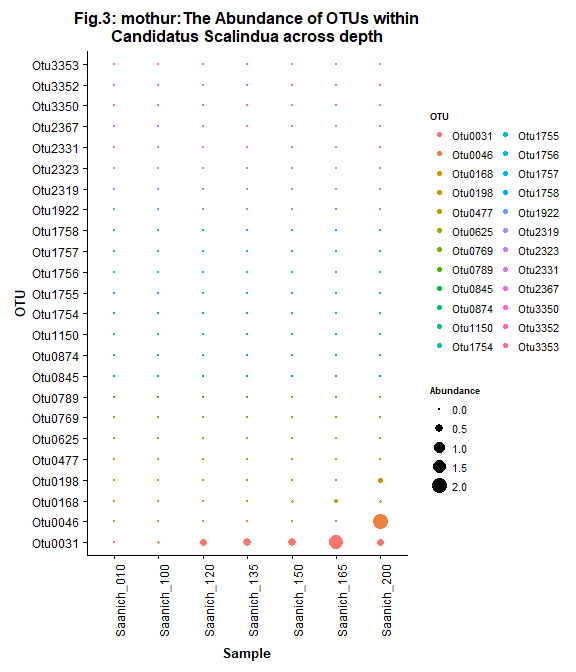 Fig.3: mothur:The Abundance of OTUs within
Candidatus Scalindua across depth
OTU
Otu3353
Otu3352
Otu3350
Otu2367
Otu2331
Otu2323
Otu2319
Otu1922
Otu1758
Otu1757
Otu1756
Otu1755
Otu1754
Otu1150
Otu0874
Otu0845
Otu0789
Otu0769
Otu0625
Otu0477
Otu0198
Otu0168
Otu0046
Otu0031
Saanich_010
Saanich_100
Saanich_120
Saanich_135
Saanich_150
Saanich_165
Saanich_200
Sample
OTU
Otu0031
Otu0046
Otu0168
Otu0198
Otu0477
Otu0625
Otu0769
Otu0789
Otu0845
Otu0874
Otu1150
Otu1754
Otu1755
Otu1756
Otu1757
Otu1758
Otu1922
Otu2319
Otu2323
Otu2331
Otu2367
Otu3350
Otu3352
Otu3353
Abundance
0.0
0.5
1.0
1.5
2.0